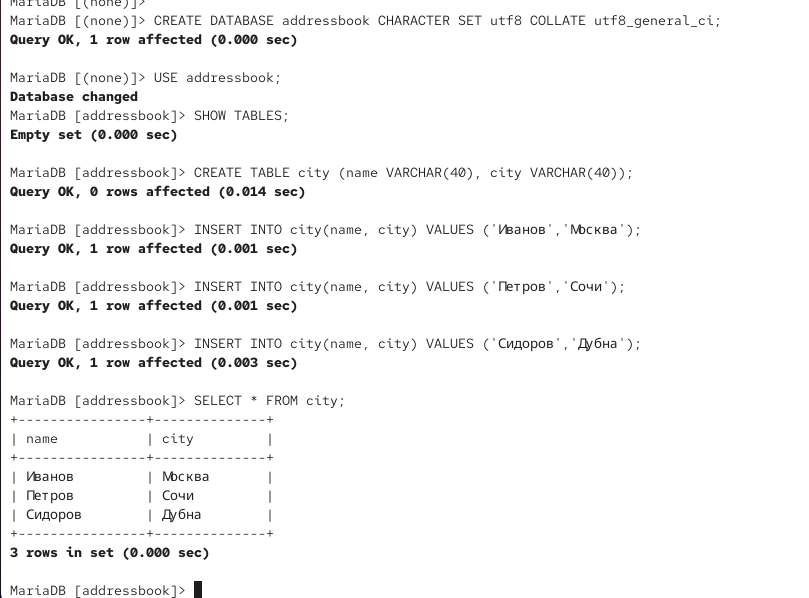 MariaDB [(none)]>
MariaDB [(none)]> CREATE DATABASE addressbook CHARACTER SET utf8 COLLATE utf8_general_ci;
Query OK, 1 row affected (0.000 sec)
MariaDB [(none)]> USE addressbook;
Database changed
MariaDB [addressbook]> SHOW TABLES;
Empty set (0.000 sec)
MariaDB [addressbook]> CREATE TABLE city (name VARCHAR(40), city VARCHAR(40));
Query OK, 0 rows affected (0.014 sec)
MariaDB [addressbook]> INSERT INTO city(name, city) VALUES ('Иванов','Москва');
Query OK, 1 row affected (0.001 sec)
MariaDB [addressbook]> INSERT INTO city(name, city) VALUES ('Петров','Сочи');
Query OK, 1 row affected (0.001 sec)
MariaDB [addressbook]> INSERT INTO city(name, city) VALUES ('Сидоров','Дубна');
Query OK, 1 row affected (0.003 sec)
MariaDB [addressbook]> SELECT * FROM city;
+----------------+--------------+
| name           | city         |
+----------------+--------------+
| Иванов         | Москва       |
| Петров         | Сочи         |
| Сидоров        | Дубна        |
+----------------+--------------+
3 rows in set (0.000 sec)
MariaDB [addressbook]>